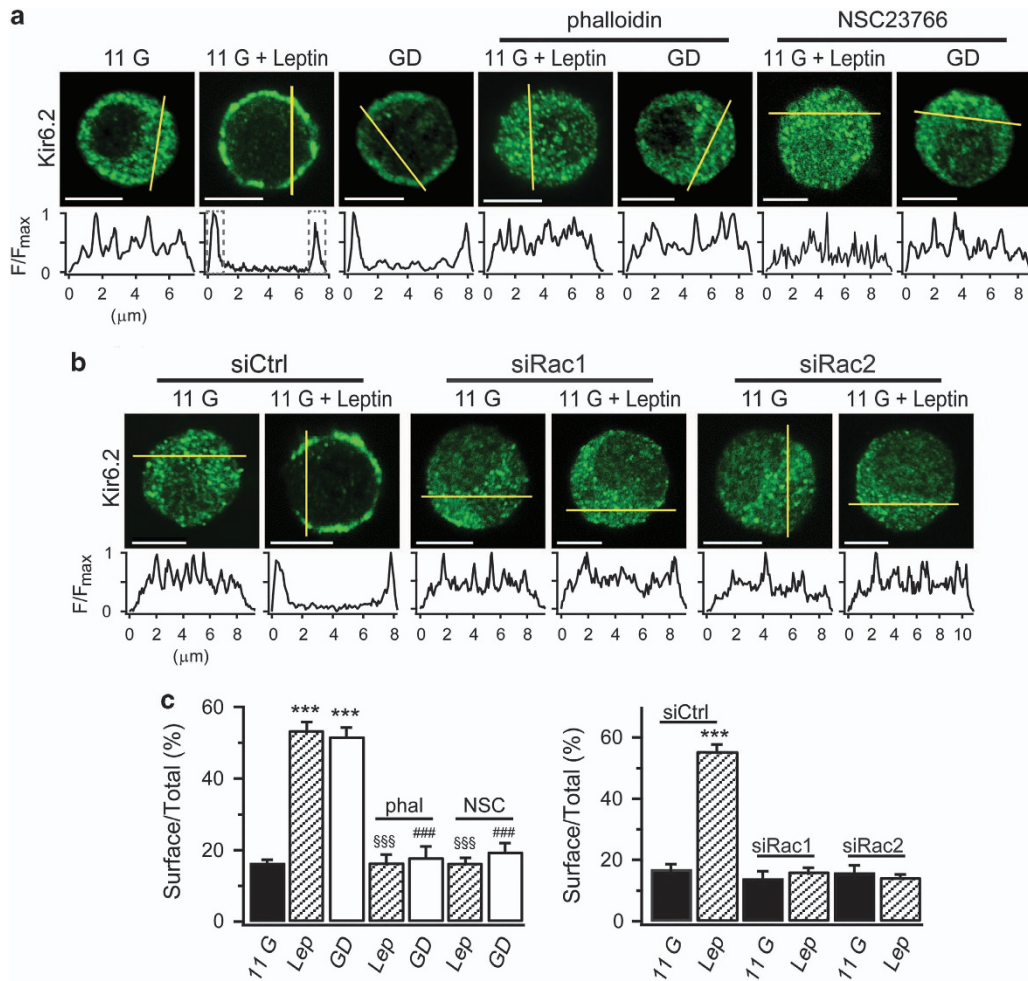 a
phalloidin NSC23766
11 G 11 G + Leptin GD 11 G + Leptin GD 11 G + Leptin GD
Kir6.2
F/Fmax
1
0
0 2 4 6 0 2 4 6 8 0 2 4 6 8 0 2 4 6 8 0 2 4 6 8 0 2 4 6 8 0 2 4 6 8
(μm)
b
siCtrl siRac1 siRac2
11 G 11 G + Leptin 11 G 11 G + Leptin 11 G 11 G + Leptin
Kir6.2
F/Fmax
1
0
0 2 4 6 8 0 2 4 6 8 0 2 4 6 8 0 2 4 6 8 0 2 4 6 8 0 2 4 6 8 10
(μm)
c
Surface/Total (%)
60
40
20
0
*** ***
phal NSC
§§§ ### §§§ ###
11 G Lep GD Lep GD Lep GD
Surface/Total (%)
60
40
20
0
siCtrl
***
siRac1 siRac2
11 G Lep 11 G Lep 11 G Lep